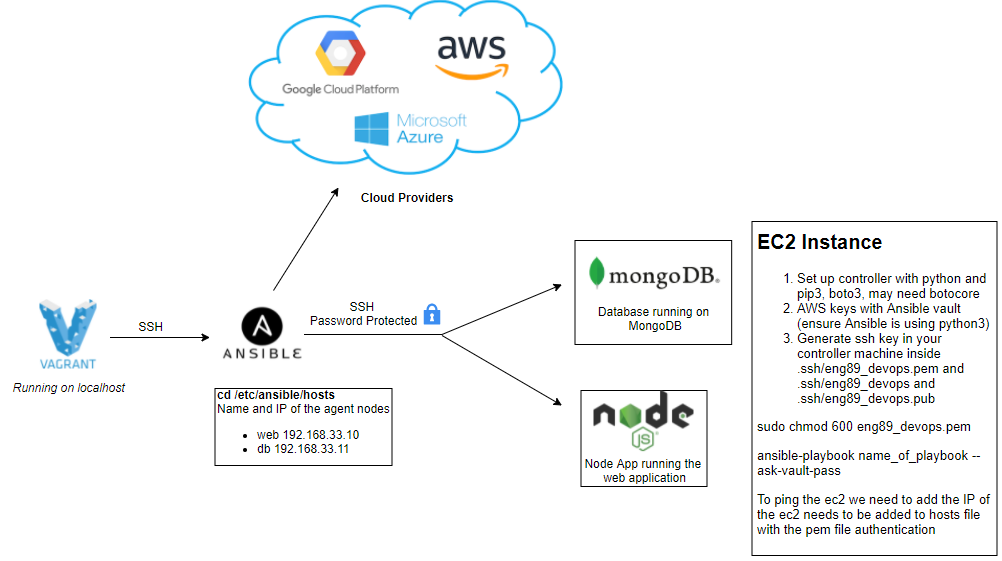 Google Cloud Platform
aws
Microsoft
Azure
Cloud Providers
SSH
VAGRANT
Running on localhost
ANSIBLE
SSH
Password Protected
cd /etc/ansible/hosts
Name and IP of the agent nodes
• web 192.168.33.10
• db 192.168.33.11
mongoDB.
Database running on
MongoDB
node
JS
Node App running the
web application
EC2 Instance
1. Set up controller with python and
pip3, boto3, may need botocore
2. AWS keys with Ansible vault
(ensure Ansible is using python3)
3. Generate ssh key in your
controller machine inside
.ssh/eng89_devops.pem and
.ssh/eng89_devops and
.ssh/eng89_devops.pub
sudo chmod 600 eng89_devops.pem
ansible-playbook name_of_playbook --
ask-vault-pass
To ping the ec2 we need to add the IP of
the ec2 needs to be added to hosts file
with the pem file authentication